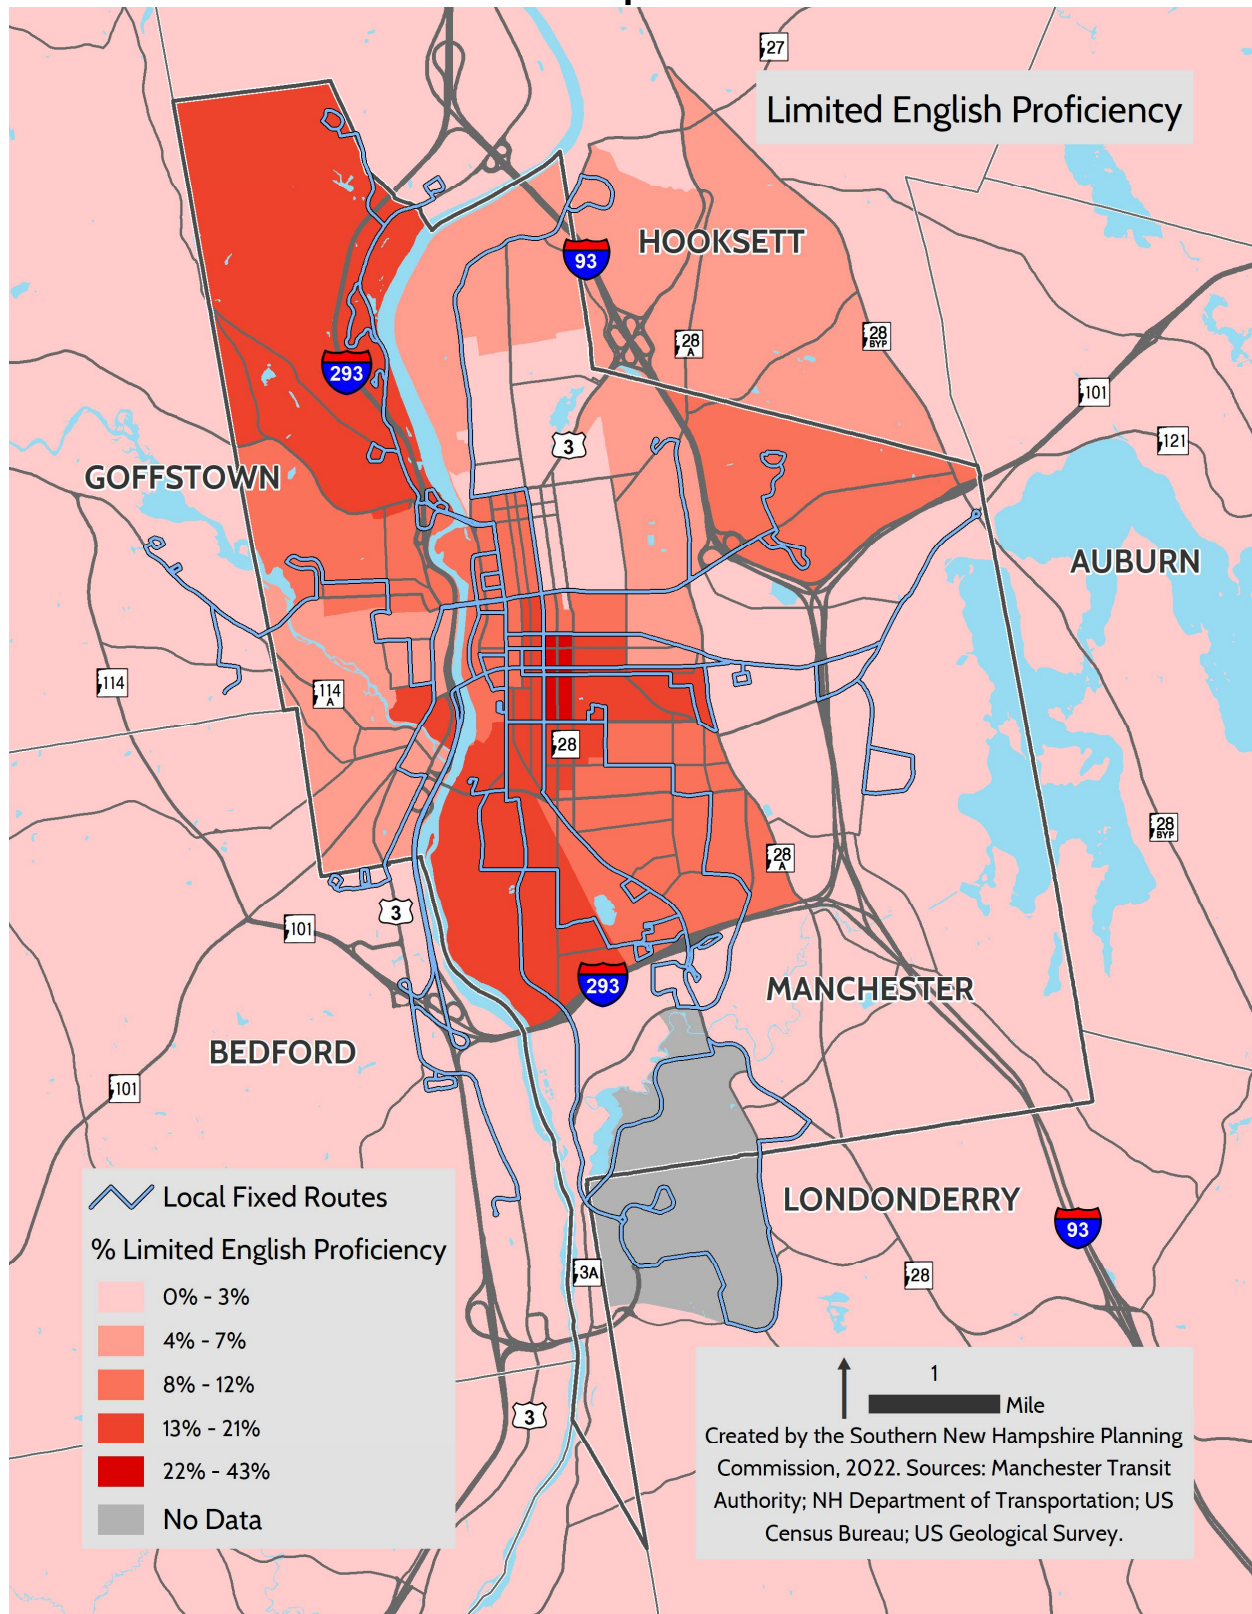 27
Limited English Proficiency
HOOKSETT
93
28
A
28
BYP
293
101
3
121
GOFFSTOWN
AUBURN
114
114
A
28
28
BYP
28
A
3
101
293
MANCHESTER
BEDFORD
101
Local Fixed Routes
LONDONDERRY
93
% Limited English Proficiency
3A
28
0% - 3%
4% - 7%
8% - 12%
13% - 21%
22% - 43%
No Data
3
1
Mile
Created by the Southern New Hampshire Planning
Commission, 2022. Sources: Manchester Transit
Authority; NH Department of Transportation; US
Census Bureau; US Geological Survey.